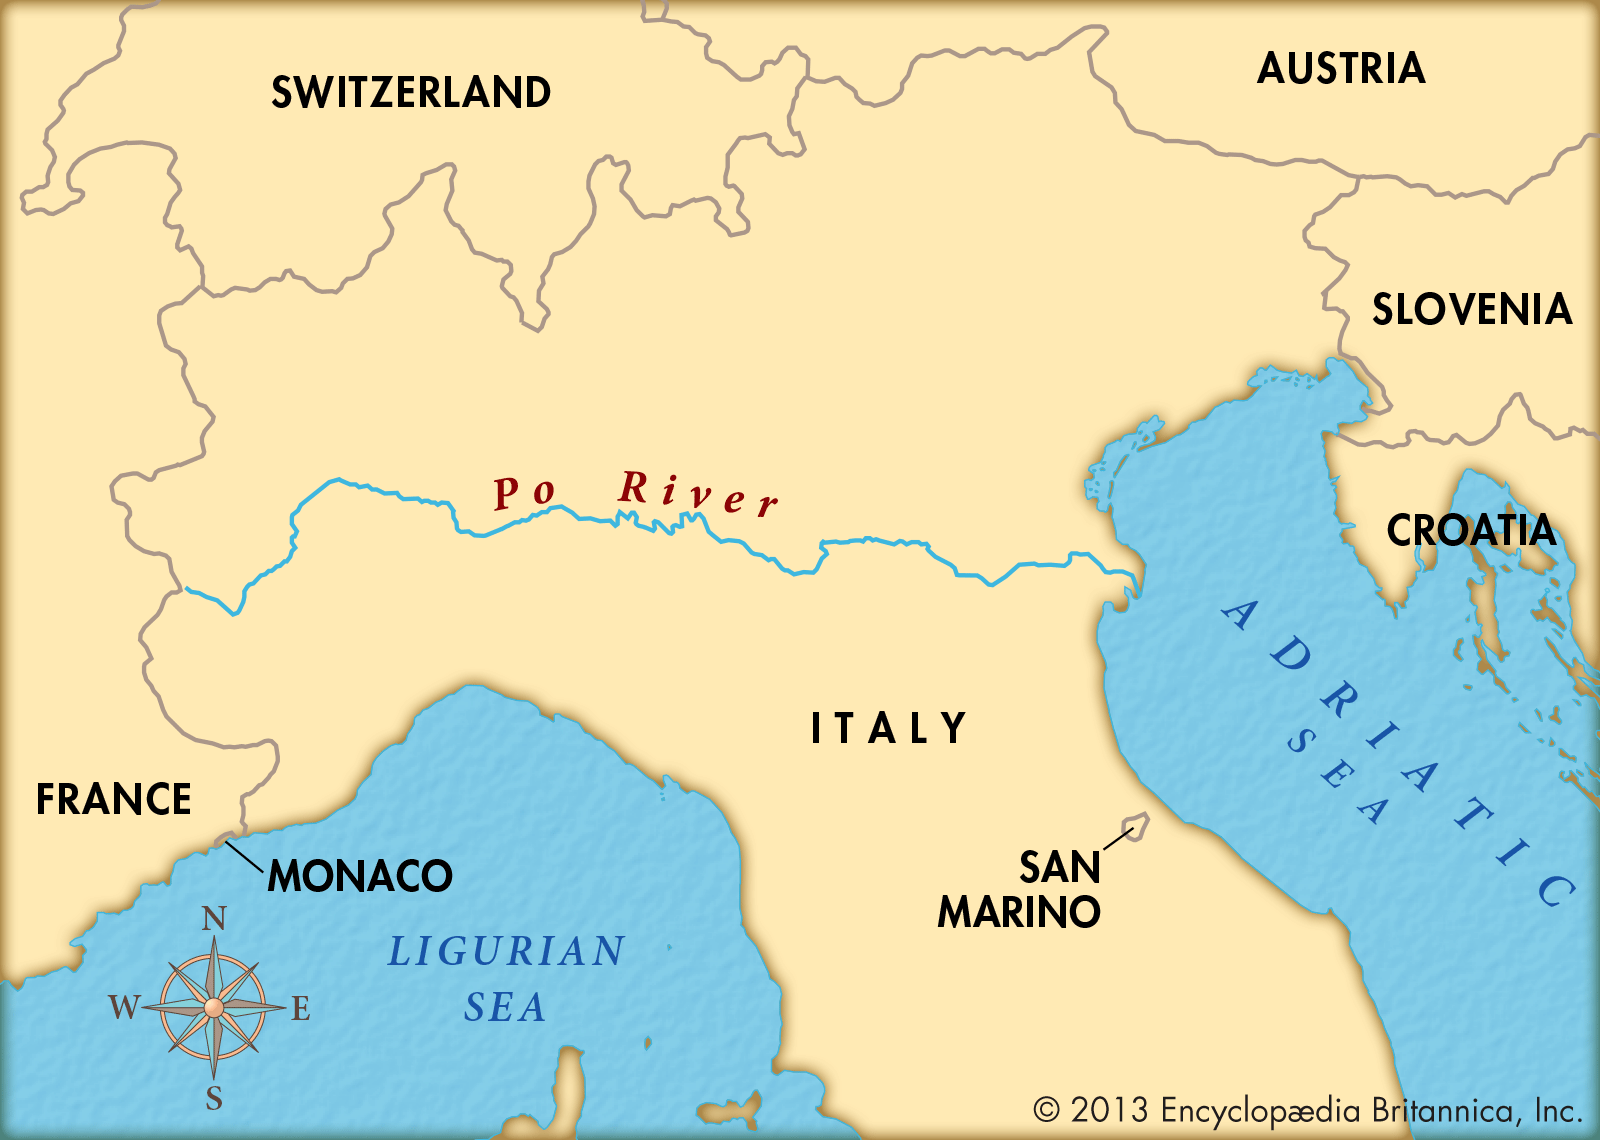 SWITZERLAND
AUSTRIA
SLOVENIA
Po River
CROATIA
ADRIATIC
SEA
ITALY
FRANCE
MONACO
SAN
MARINO
LIGURIAN
SEA
N
W E
S
© 2013 Encyclopædia Britannica, Inc.